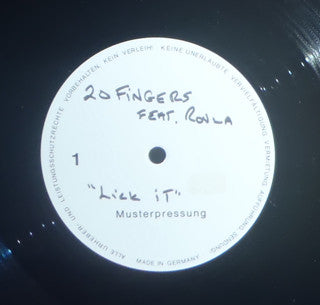 ALLE URHEBER- UND LEISTUNGSSCHUTZRECHTE VORBEHALTEN. KEIN VERLEIH! KEINE UNERLAUBTE VERVIELFÄLTIGUNG VERMIETUNG AUFFÜHRUNG SENDUNG!
20 FINGERS
FEAT. ROULA
1
"Lick iT"
Musterpressung
MADE IN GERMANY